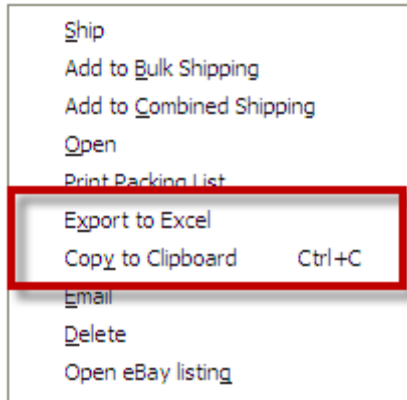 Ship
Add to Bulk Shipping
Add to Combined Shipping
Open
Print Packing List
Export to Excel
Copy to Clipboard Ctrl+C
Email
Delete
Open eBay listing